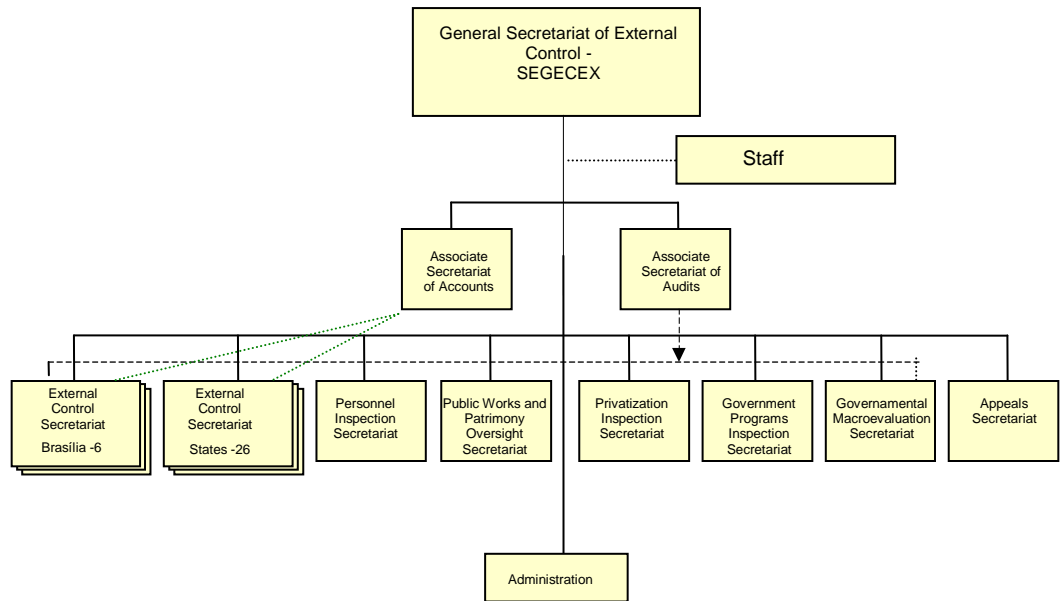 General Secretariat of External
Control -
SEGECEX
Staff
Associate
Secretariat
of Accounts
Associate
Secretariat of
Audits
External
Control
Secretariat
Brasília -6
External
Control
Secretariat
States -26
Personnel
Inspection
Secretariat
Public Works and
Patrimony
Oversight
Secretariat
Privatization
Inspection
Secretariat
Government
Programs
Inspection
Secretariat
Governamental
Macroevaluation
Secretariat
Appeals
Secretariat
Administration